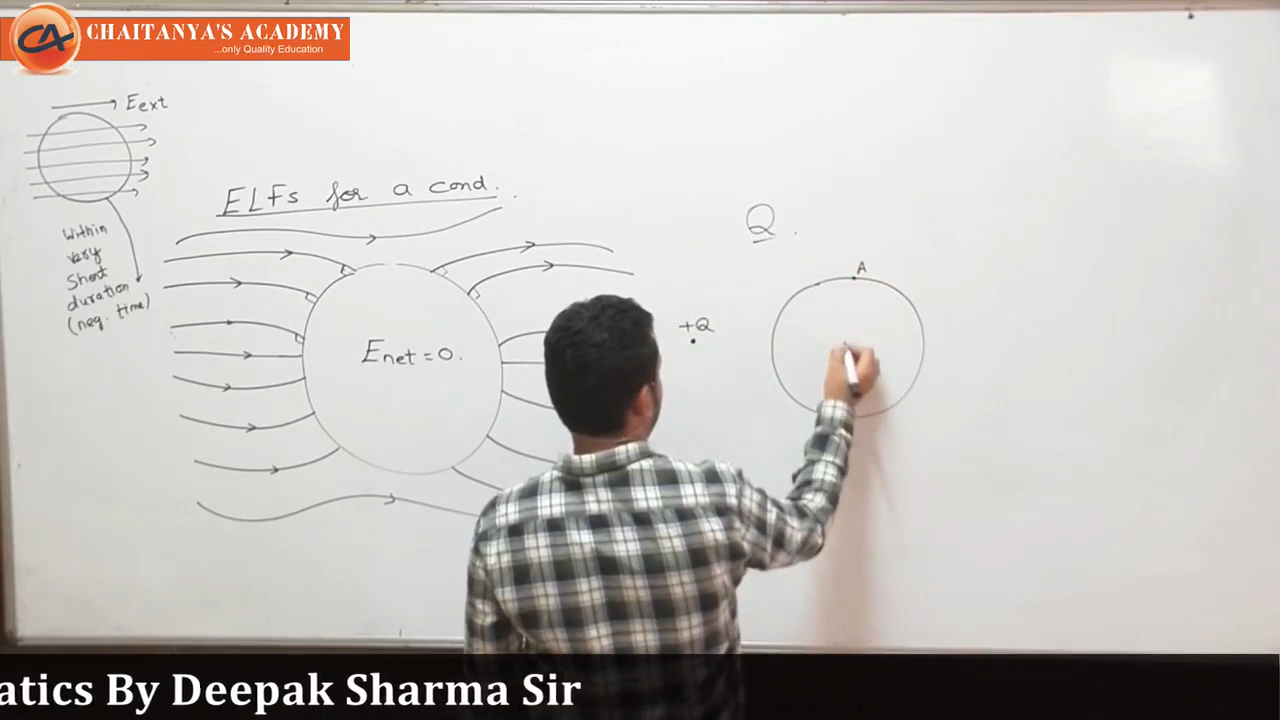 CHAITANYA'S ACADEMY
...only Quality Education
CA
Eext
Within
very
Short
duration
(neg. time)
ELFs for a cond.
Enet = 0.
Q.
A
+Q
atics By Deepak Sharma Sir